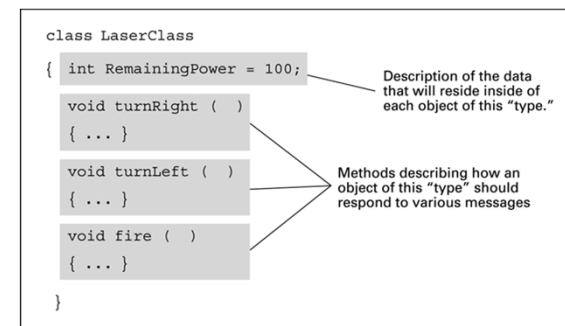 class LaserClass
{ int RemainingPower = 100;
Description of the data
that will reside inside of
each object of this “type.”
void turnRight ( )
{ ... }
void turnLeft ( )
{ ... }
Methods describing how an
object of this “type” should
respond to various messages
void fire ( )
{ ... }
}